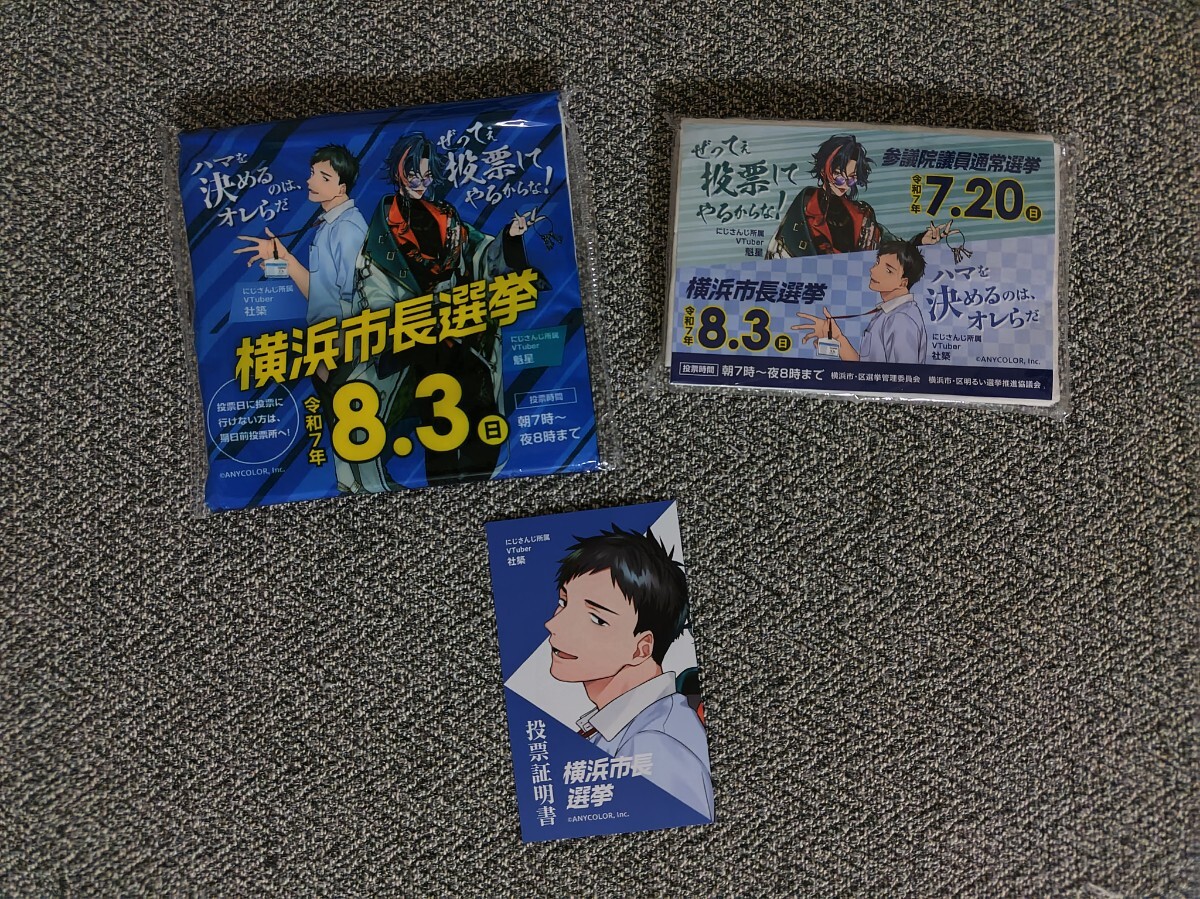 ハマを
決めるのは、
オレらだ
ぜってぇ
投票して
やるからな!
にじさんじ所属
VTuber
社築
横浜市長選挙
にじさんじ所属
VTuber
魁星
投票日に投票に
行けない方は、
期日前投票所へ!
令和7年
8.3日
投票時間
朝7時〜
夜8時まで
©ANYCOLOR, Inc.
ぜってぇ
投票して
やるからな!
にじさんじ所属
VTuber
魁星
参議院議員通常選挙
令和7年
7.20日
横浜市長選挙
令和7年
8.3日
ハマを
決めるのは、
オレらだ
にじさんじ所属
VTuber
社築
©ANYCOLOR, Inc.
投票時間 朝7時〜夜8時まで 横浜市・区選挙管理委員会 横浜市・区明るい選挙推進協議会
にじさんじ所属
VTuber
社築
投票証明書
横浜市長
選挙
©ANYCOLOR, Inc.